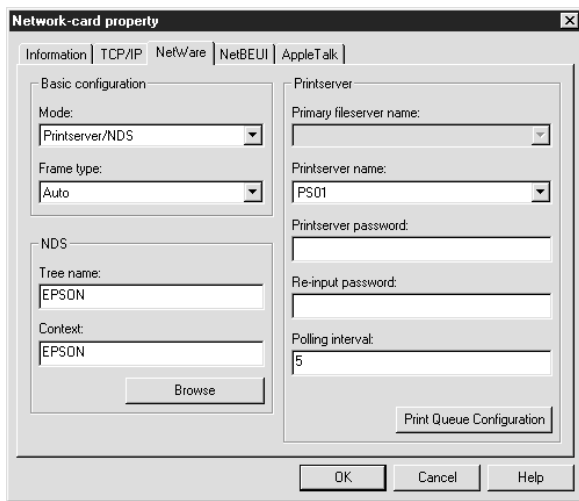 Network-card property
Information
TCP/IP
NetWare
NetBEUI
AppleTalk
Basic configuration
Mode:
Printserver/NDS
Frame type:
Auto
NDS
Tree name:
EPSON
Context:
EPSON
Browse
Printserver
Primary fileserver name:
Printserver name:
PS01
Printserver password:
Re-input password:
Polling interval:
5
Print Queue Configuration
OK
Cancel
Help